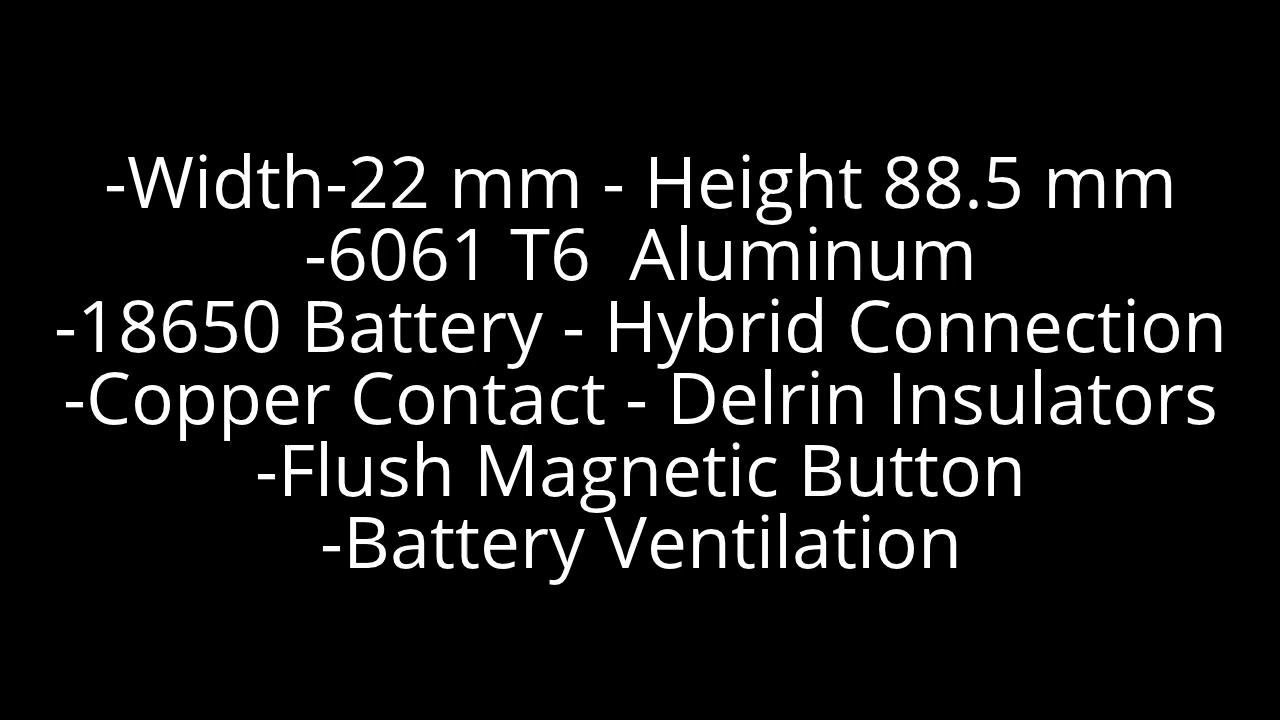 -Width-22 mm - Height 88.5 mm
-6061 T6  Aluminum
-18650 Battery - Hybrid Connection
-Copper Contact - Delrin Insulators
-Flush Magnetic Button
-Battery Ventilation